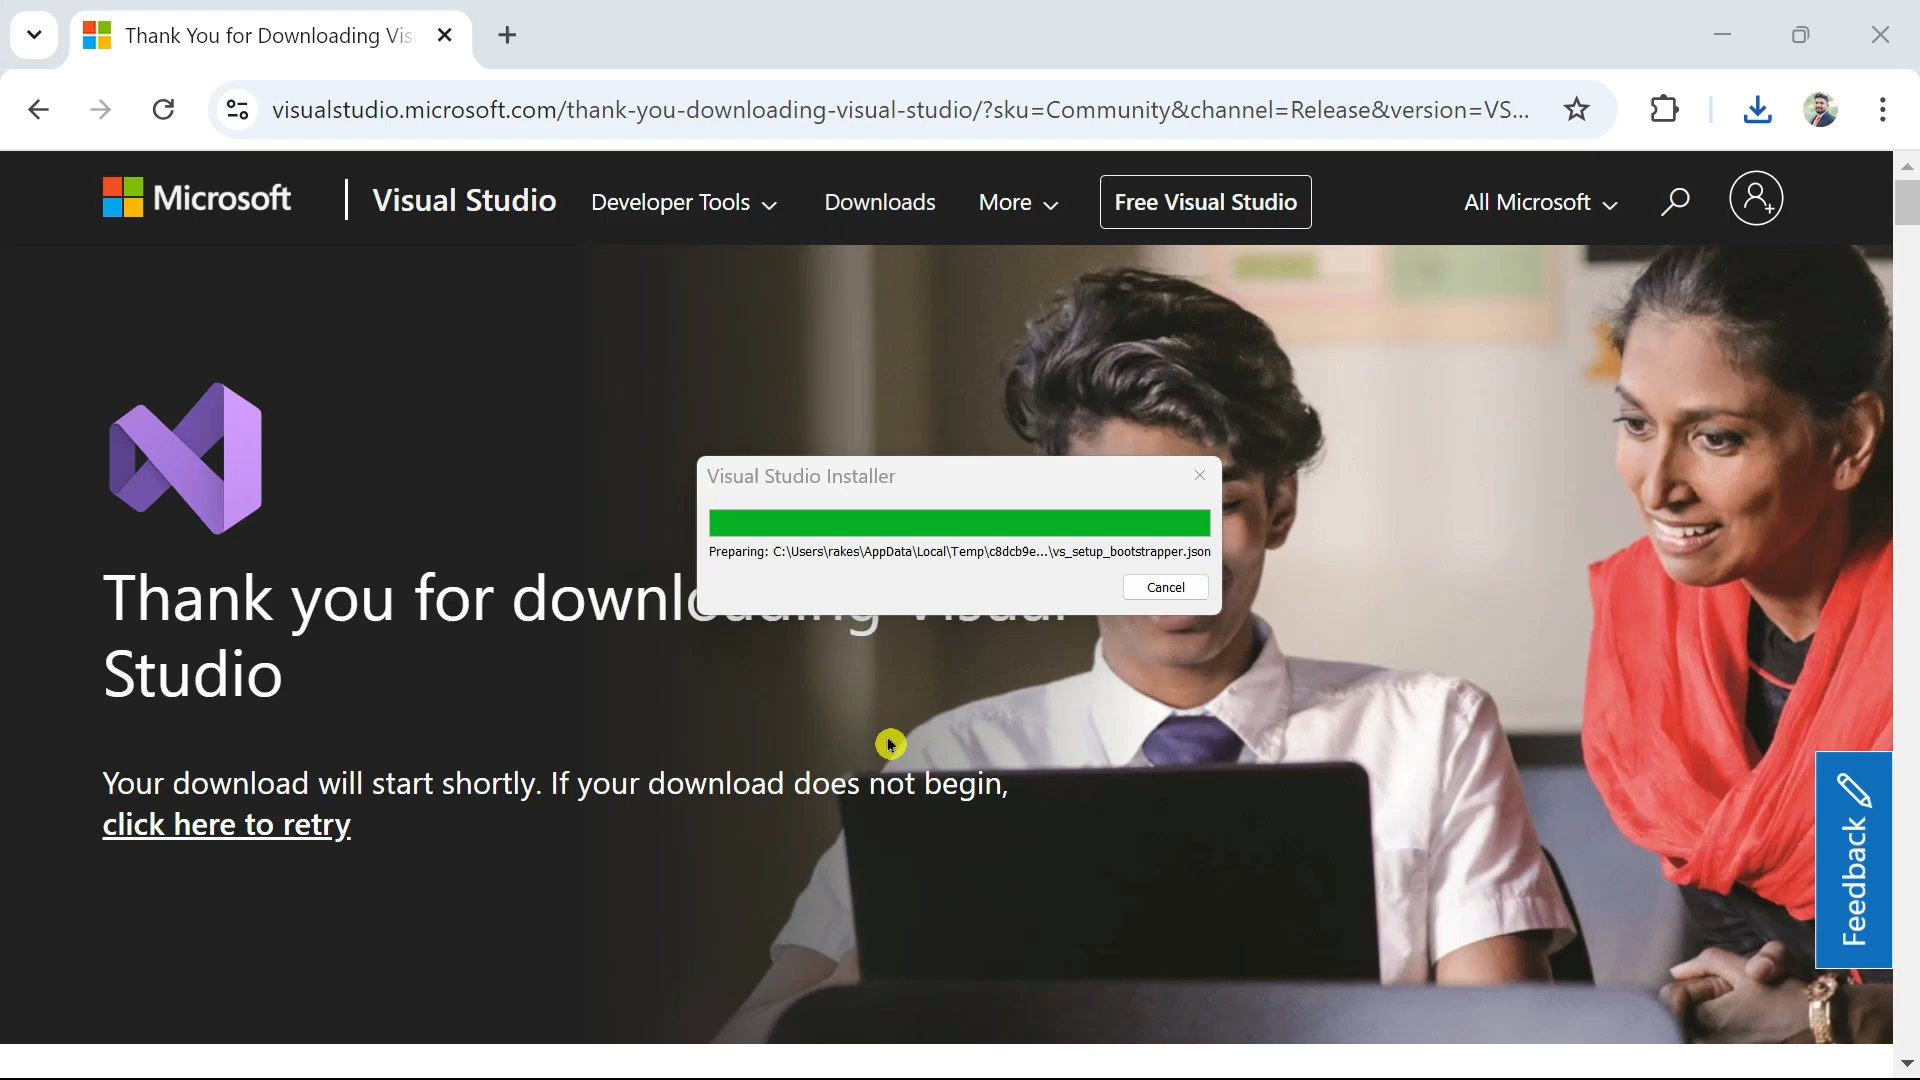 Thank You for Downloading Vis
visualstudio.microsoft.com/thank-you-downloading-visual-studio/?sku=Community&channel=Release&version=VS...
Microsoft
Visual Studio
Developer Tools
Downloads
More
Free Visual Studio
All Microsoft
Visual Studio Installer
Preparing: C:\Users\rakes\AppData\Local\Temp\c8dcb9e...\vs_setup_bootstrapper.json
Cancel
Thank you for downloading Visual
Studio
Your download will start shortly. If your download does not begin,
click here to retry
Feedback